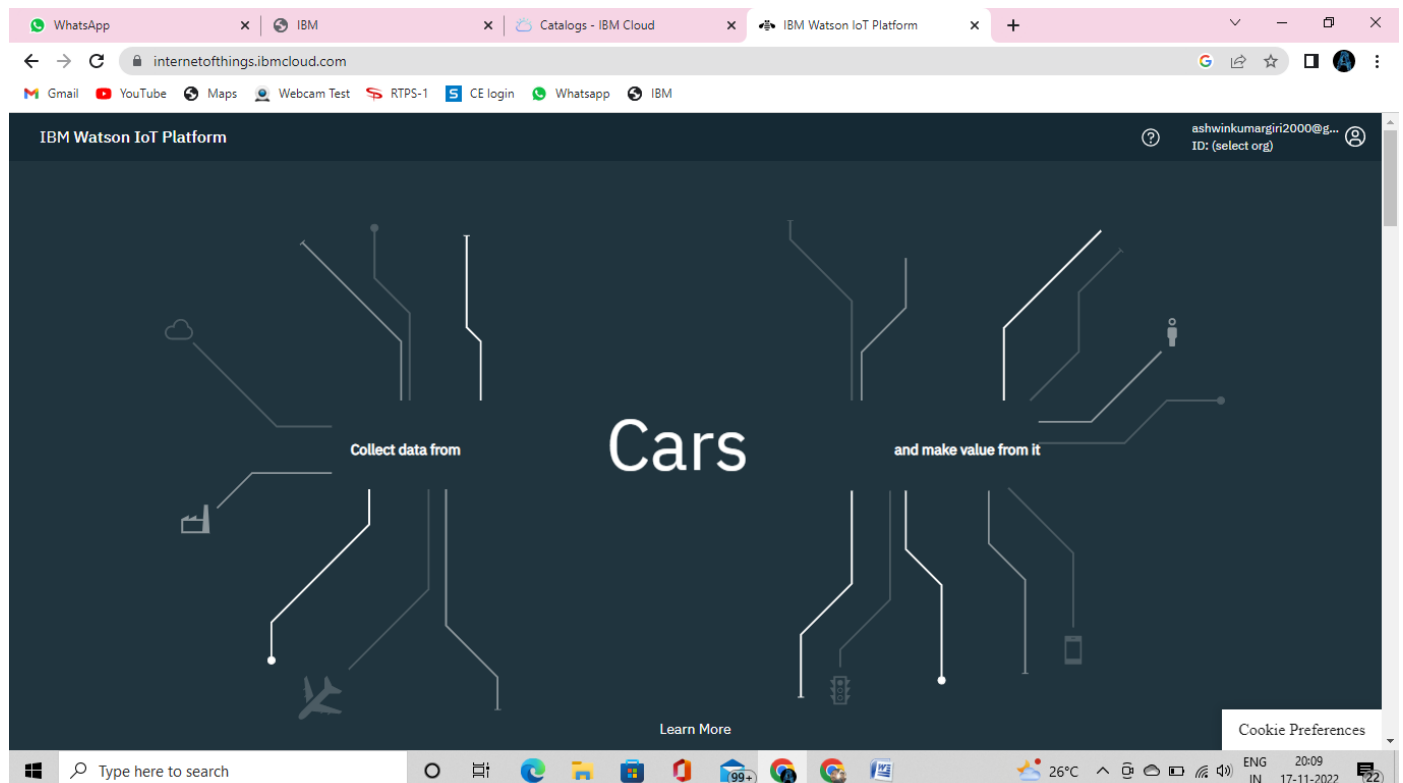 WhatsApp
IBM
Catalogs - IBM Cloud
IBM Watson IoT Platform
internetofthings.ibmcloud.com
Gmail YouTube Maps Webcam Test RTPS-1 CE login Whatsapp IBM
IBM Watson IoT Platform
ashwinkumargiri2000@g...
ID: (select org)
Collect data from
Cars
and make value from it
Learn More
Cookie Preferences
Type here to search
99+
26°C
ENG
IN
20:09
17-11-2022
22